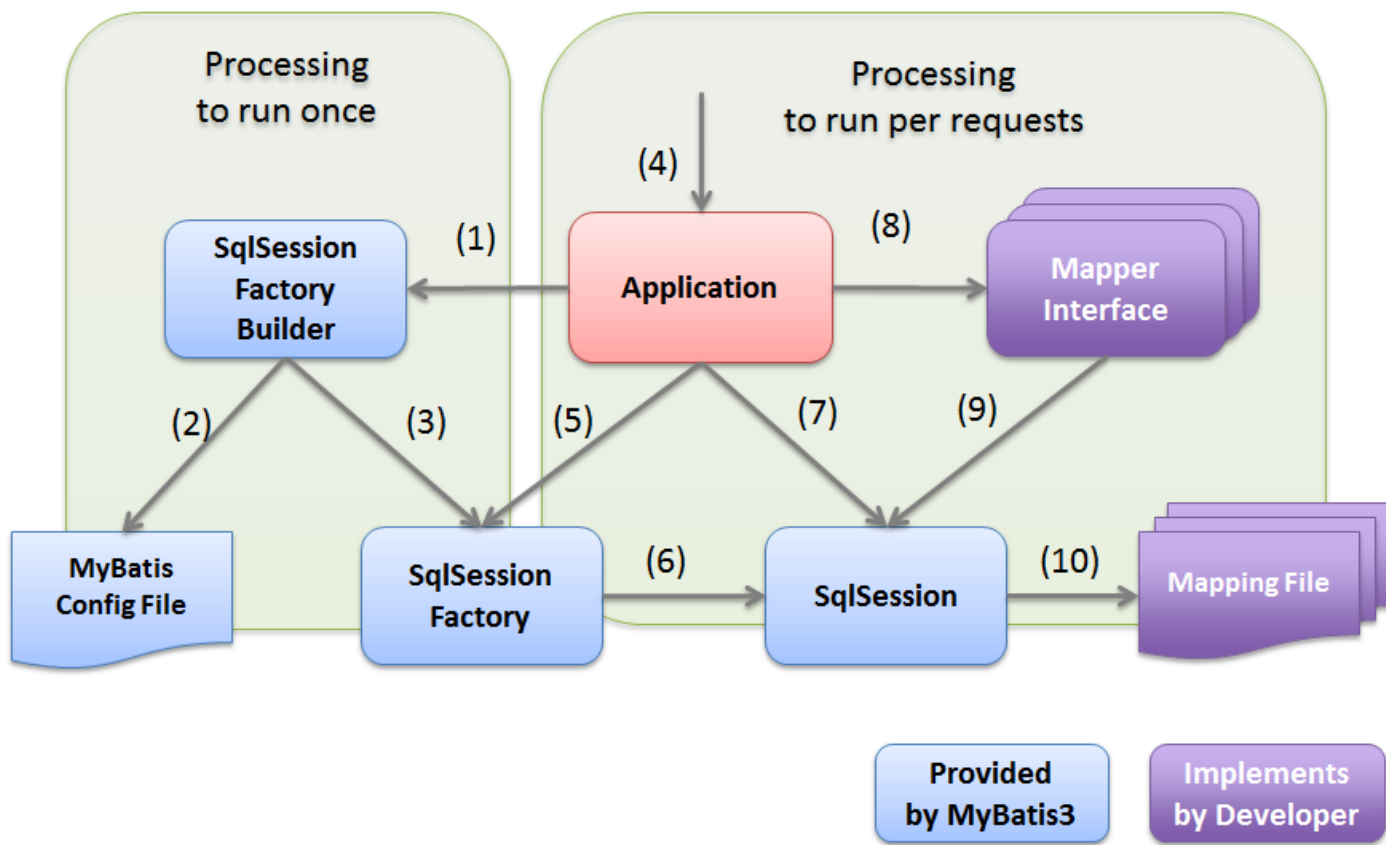 Processing
to run once
Processing
to run per requests
(4)
(1)
(8)
SqlSession
Factory
Builder
Application
Mapper
Interface
(2)
(3)
(5)
(7)
(9)
MyBatis
Config File
SqlSession
Factory
(6)
SqlSession
(10)
Mapping File
Provided
by MyBatis3
Implements
by Developer